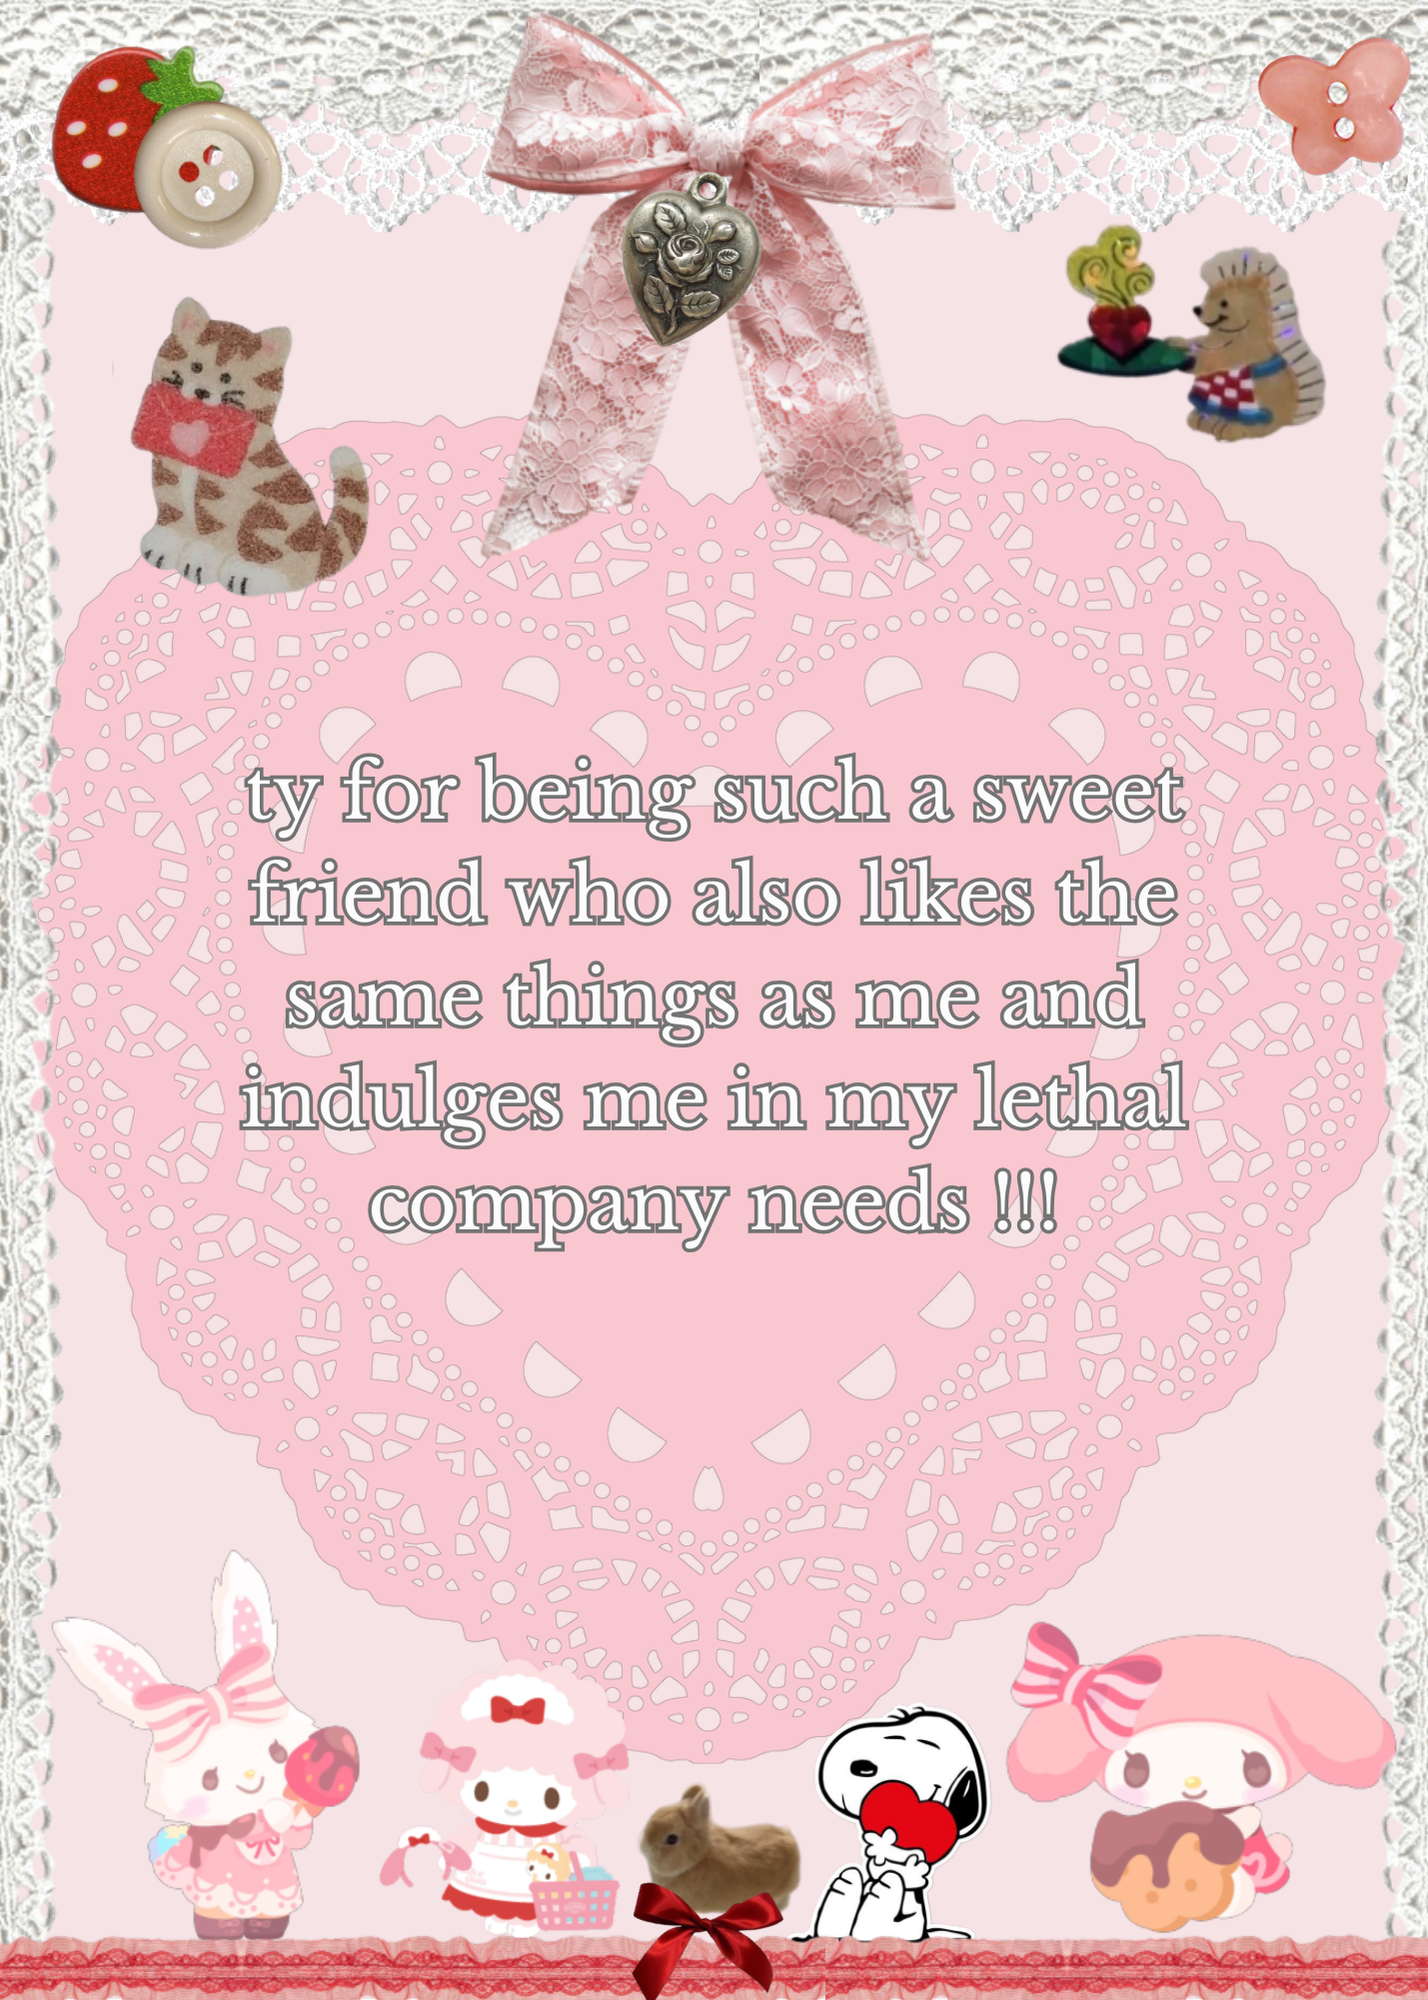 ty for being such a sweet
friend who also likes the
same things as me and
indulges me in my lethal
company needs !!!